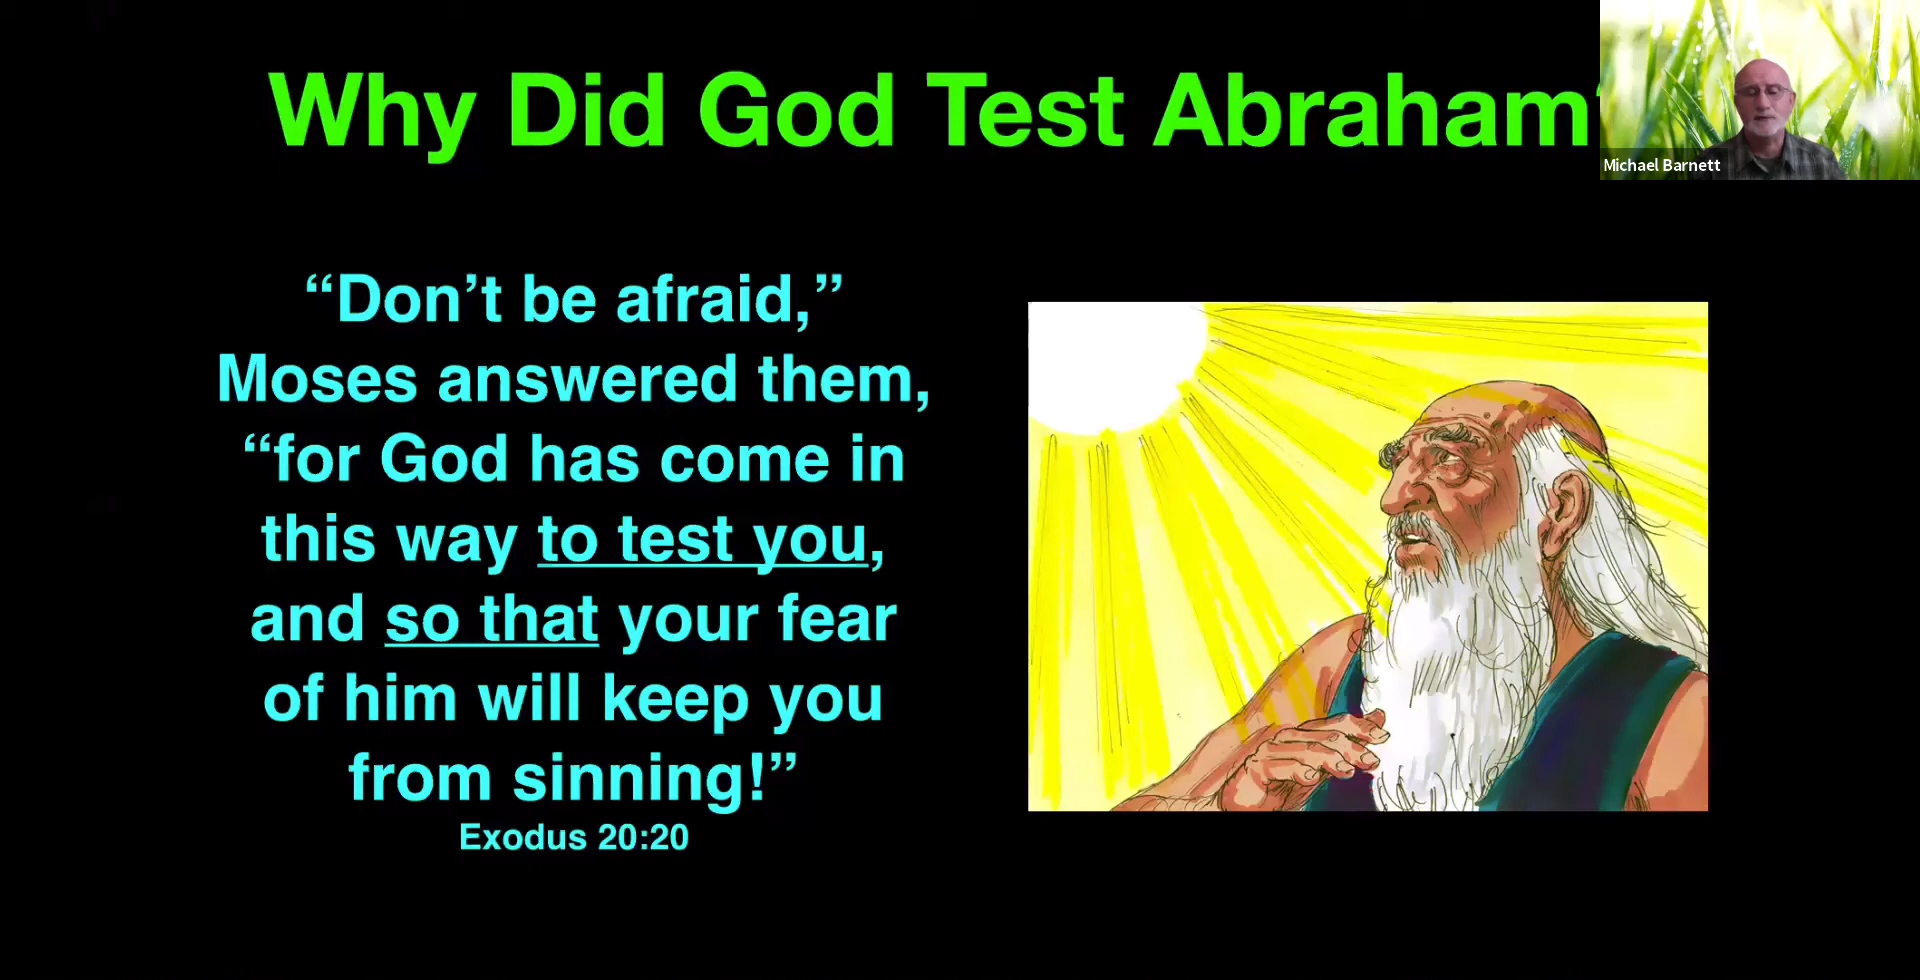 Why Did God Test Abraham?
Michael Barnett
“Don’t be afraid,”
Moses answered them,
“for God has come in
this way to test you,
and so that your fear
of him will keep you
from sinning!”
Exodus 20:20